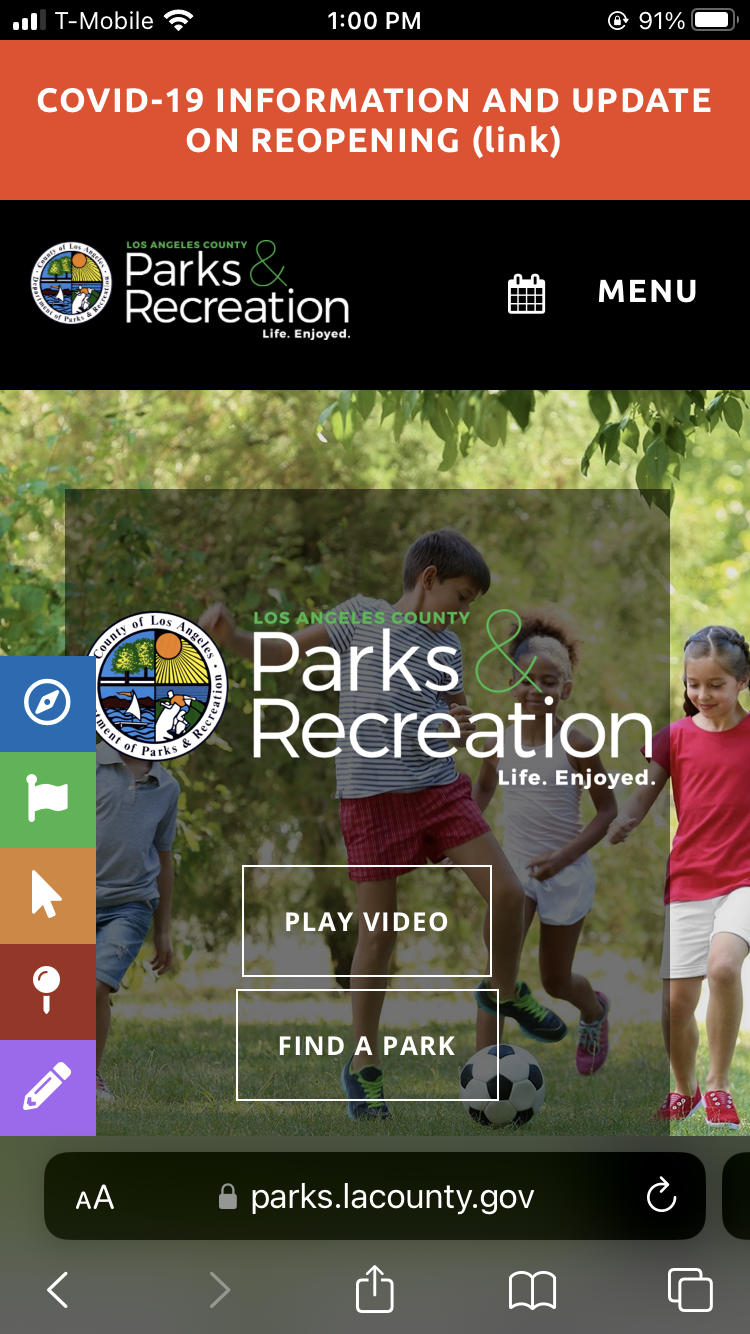 T-Mobile 1:00 PM 91%
COVID-19 INFORMATION AND UPDATE
ON REOPENING (link)
County of Los Angeles
Department of Parks & Recreation
LOS ANGELES COUNTY
Parks &
Recreation
Life. Enjoyed.
MENU
County of Los Angeles
ment of Parks & Recreation
LOS ANGELES COUNTY
Parks &
Recreation
Life. Enjoyed.
PLAY VIDEO
FIND A PARK
AA parks.lacounty.gov